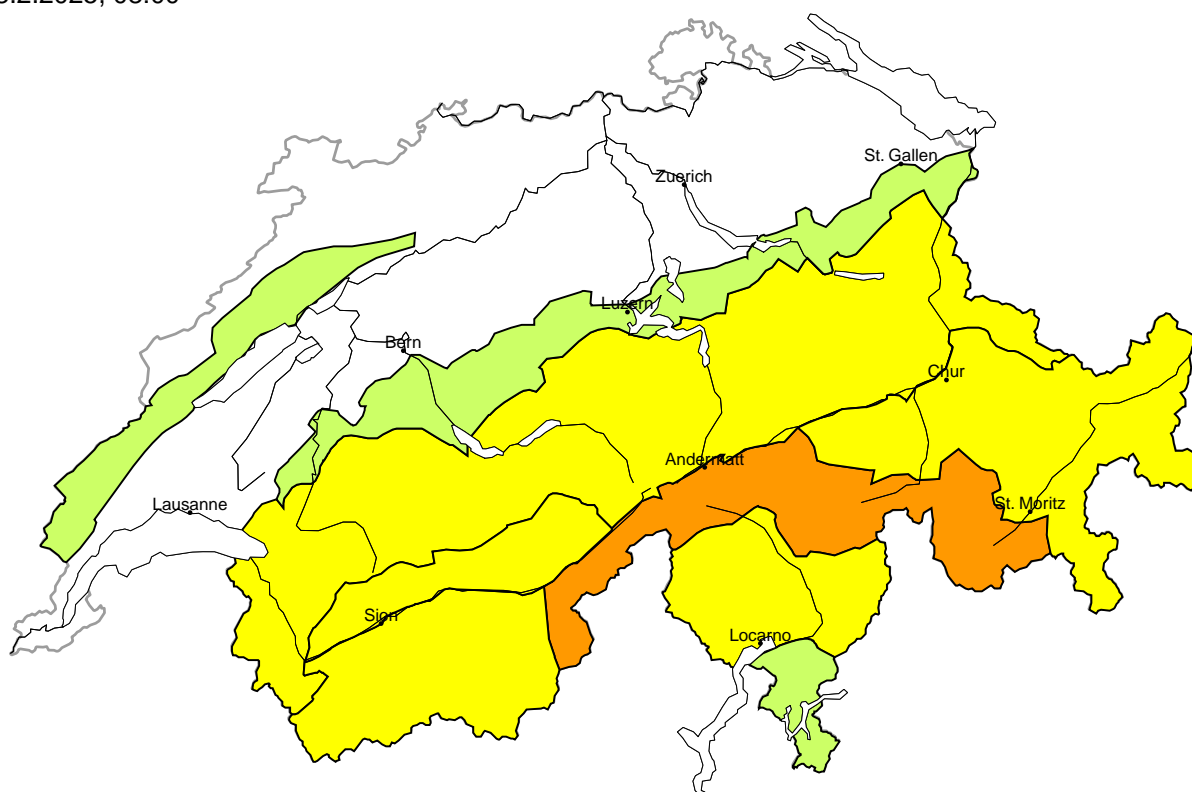 St. Gallen
Zuerich
Luzern
Bern
Chur
Andermatt
Lausanne
St. Moritz
Sion
Locarno